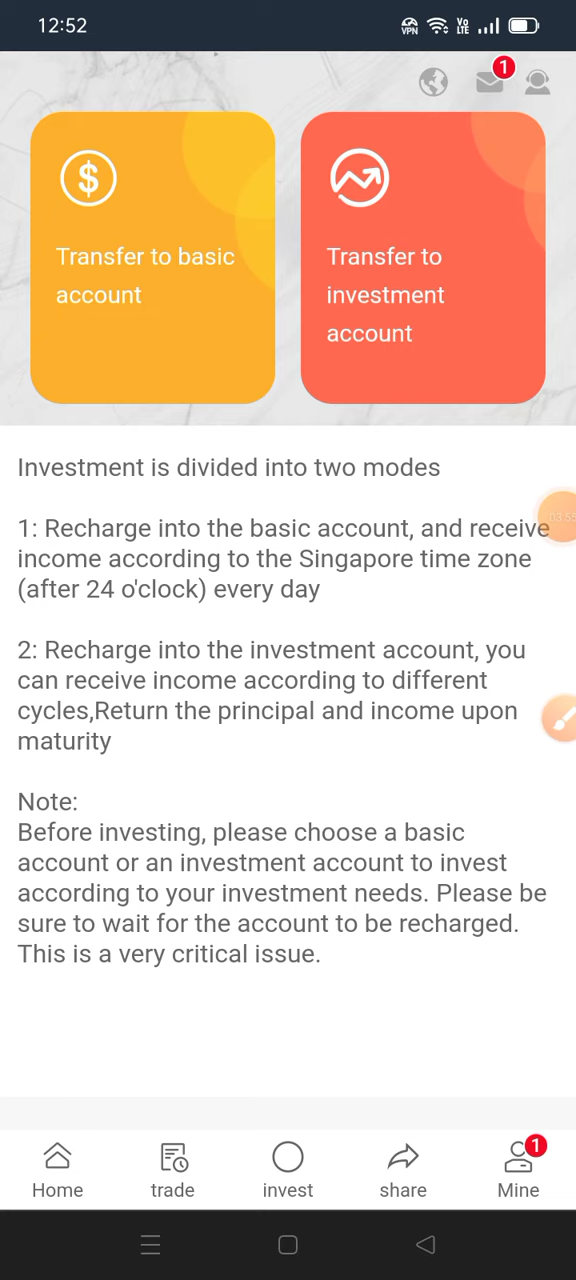 12:52
VPN
Vo
LTE
1
$
Transfer to basic
account
Transfer to
investment
account
Investment is divided into two modes
1: Recharge into the basic account, and receive
income according to the Singapore time zone
(after 24 o'clock) every day
03:55
2: Recharge into the investment account, you
can receive income according to different
cycles,Return the principal and income upon
maturity
Note:
Before investing, please choose a basic
account or an investment account to invest
according to your investment needs. Please be
sure to wait for the account to be recharged.
This is a very critical issue.
1
Home
trade
invest
share
Mine